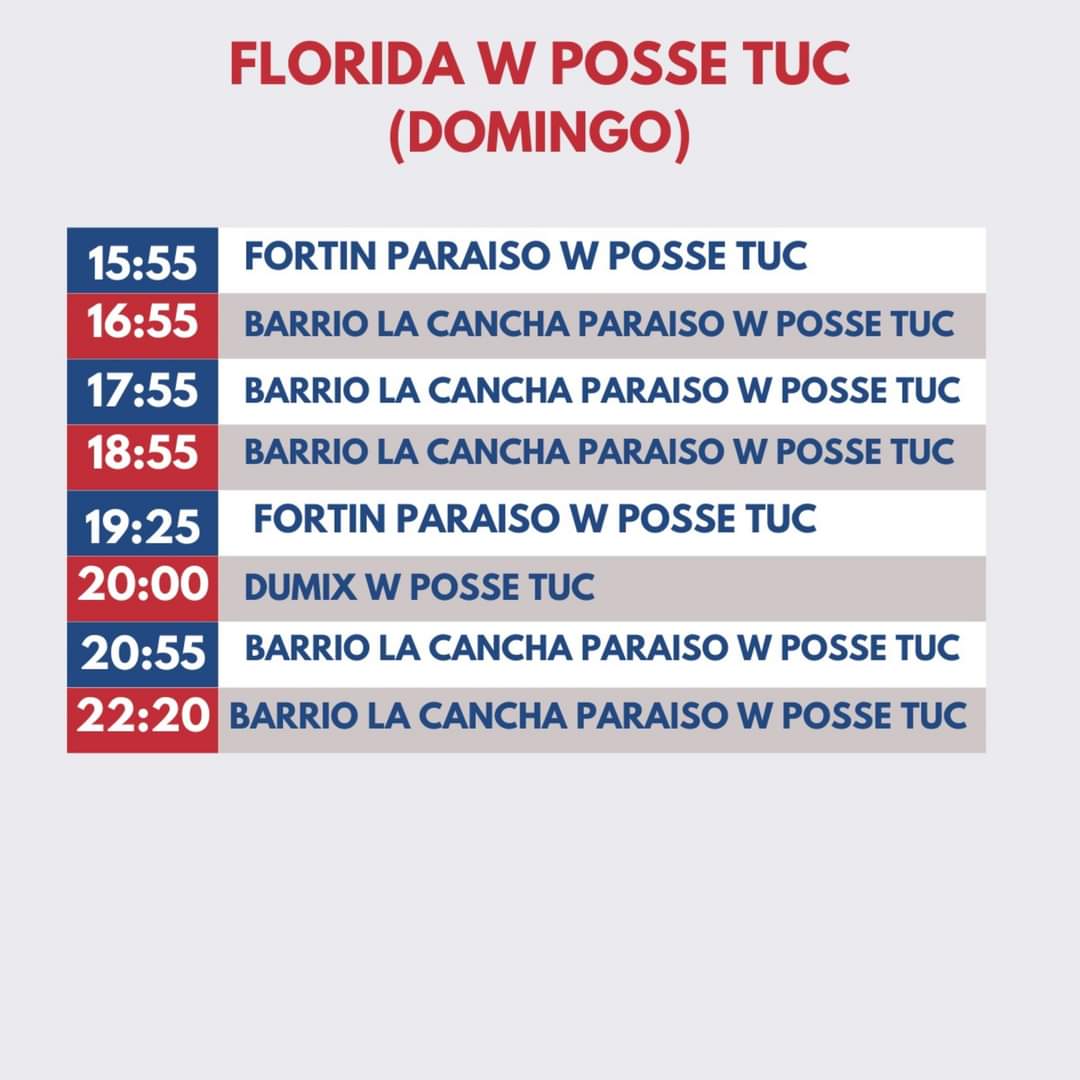 FLORIDA W POSSE TUC
(DOMINGO)
15:55 FORTIN PARAISO W POSSE TUC
16:55 BARRIO LA CANCHA PARAISO W POSSE TUC
17:55 BARRIO LA CANCHA PARAISO W POSSE TUC
18:55 BARRIO LA CANCHA PARAISO W POSSE TUC
19:25 FORTIN PARAISO W POSSE TUC
20:00 DUMIX W POSSE TUC
20:55 BARRIO LA CANCHA PARAISO W POSSE TUC
22:20 BARRIO LA CANCHA PARAISO W POSSE TUC